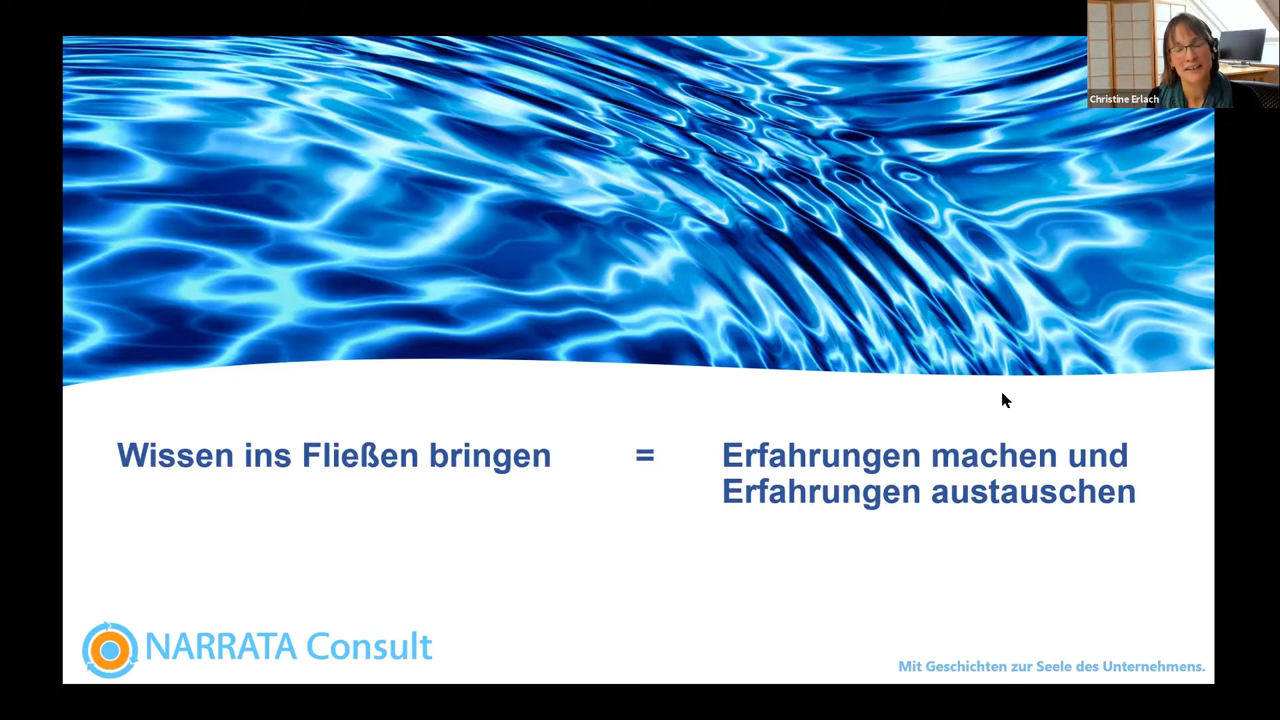 Christine Erlach
Wissen ins Fließen bringen = Erfahrungen machen und
Erfahrungen austauschen
NARRATA Consult
Mit Geschichten zur Seele des Unternehmens.